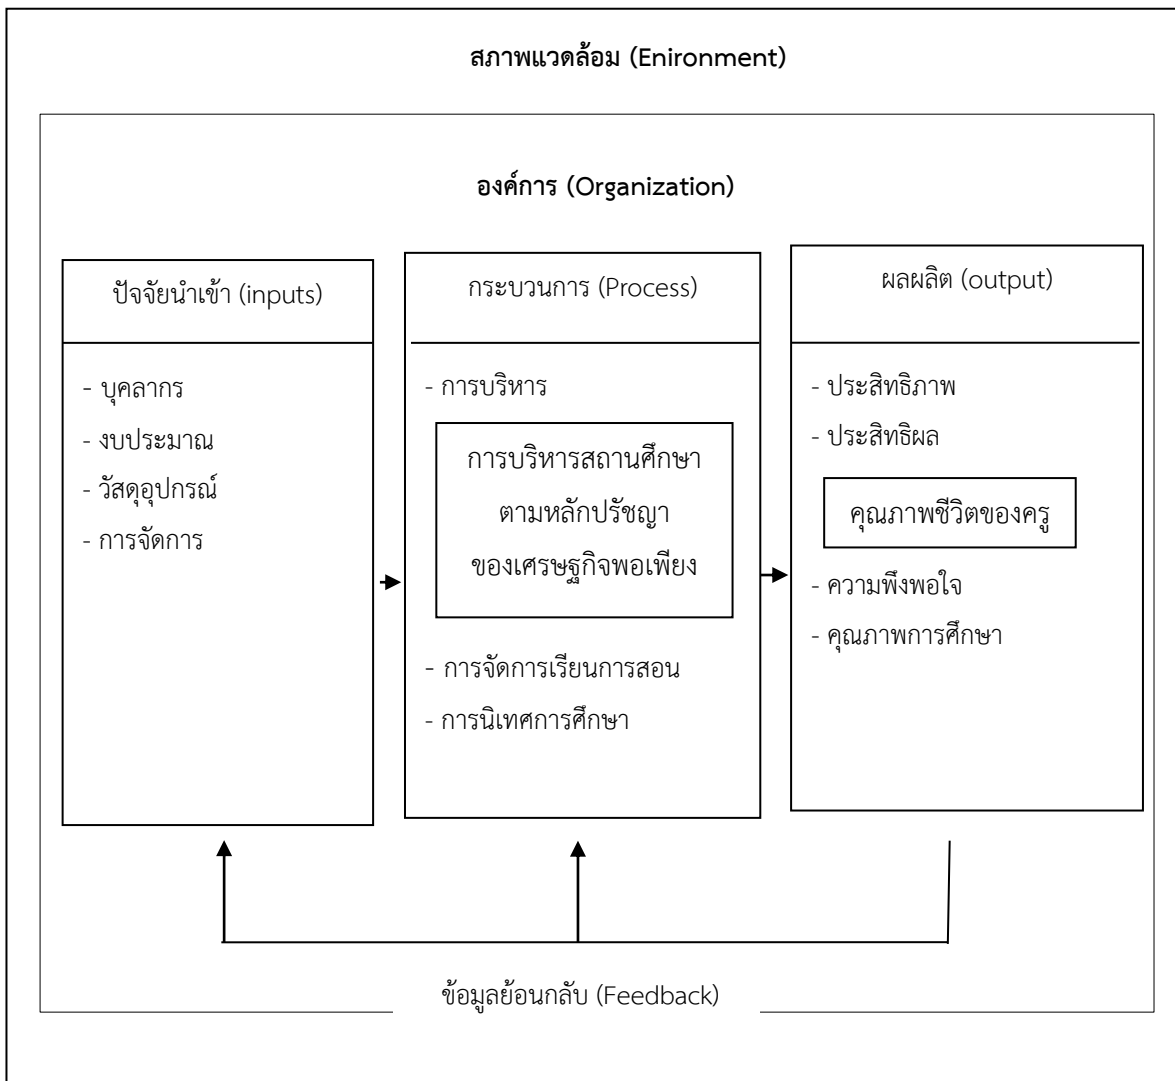 สภาพแวดล้อม (Enironment)
องค์การ (Organization)
ปัจจัยนำเข้า (inputs)
- บุคลากร
- งบประมาณ
- วัสดุอุปกรณ์
- การจัดการ
กระบวนการ (Process)
- การบริหาร
การบริหารสถานศึกษา
ตามหลักปรัชญา
ของเศรษฐกิจพอเพียง
- การจัดการเรียนการสอน
- การนิเทศการศึกษา
ผลผลิต (output)
- ประสิทธิภาพ
- ประสิทธิผล
คุณภาพชีวิตของครู
- ความพึงพอใจ
- คุณภาพการศึกษา
ข้อมูลย้อนกลับ (Feedback)